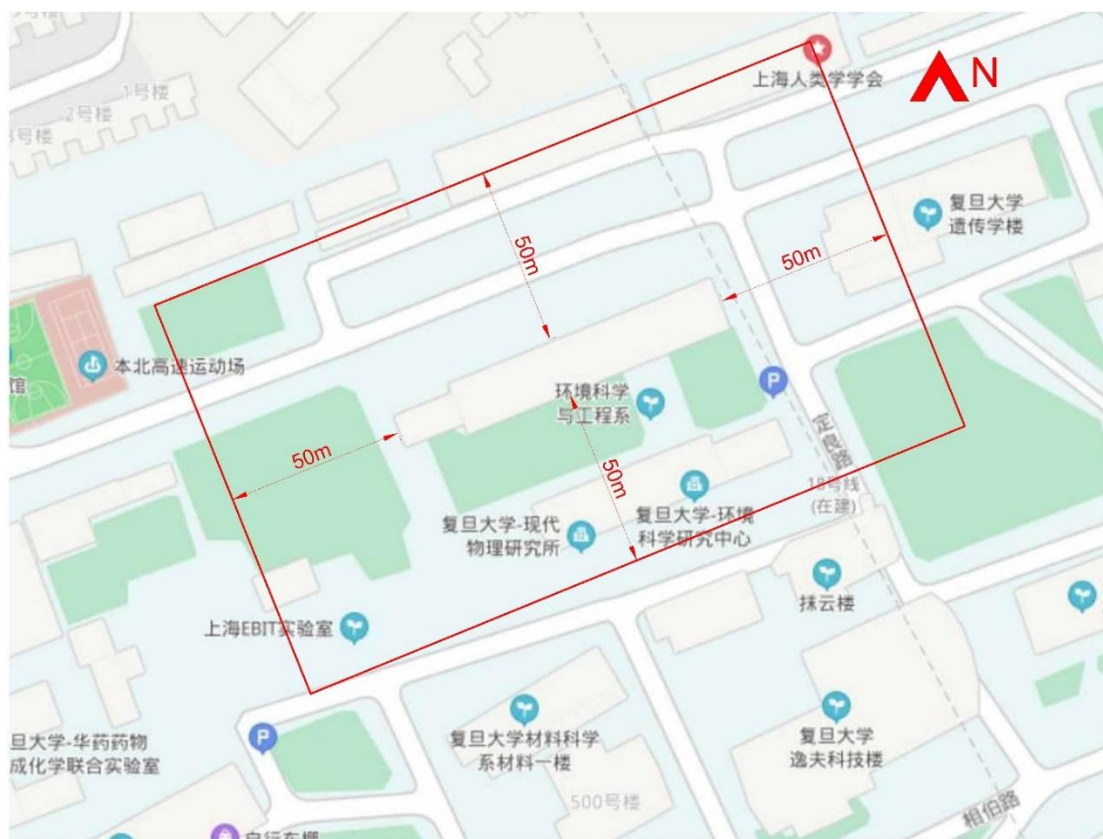 1号楼
2号楼
3号楼
上海人类学学会
N
复旦大学
遗传学楼
50m
50m
馆
本北高速运动场
环境科学
与工程系
P
定良路
50m
50m
18号线
(在建)
复旦大学-现代
物理研究所
复旦大学-环境
科学研究中心
抹云楼
上海EBIT实验室
P
旦大学-华药药物
成化学联合实验室
复旦大学材料科学
系材料一楼
500号楼
复旦大学
逸夫科技楼
相伯路
自行车棚